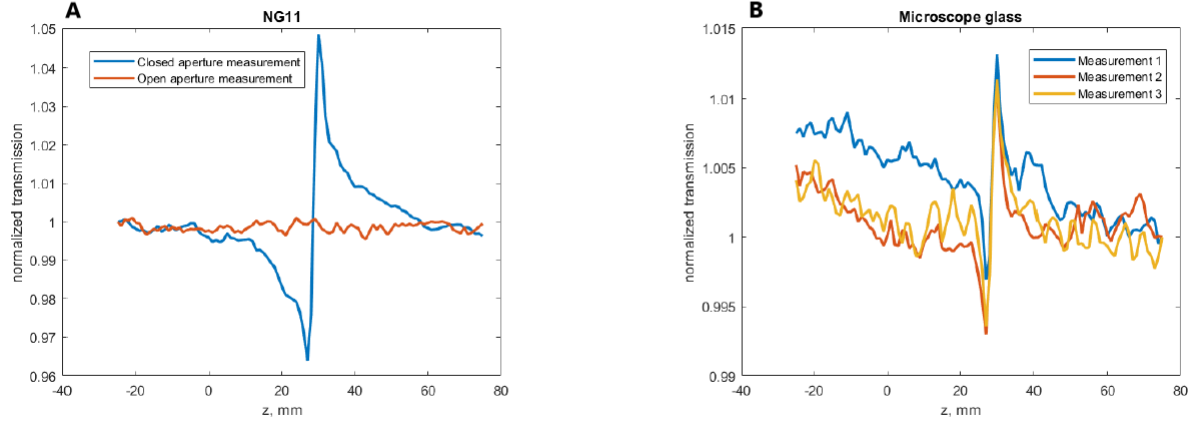 A
NG11
1.05
1.04
1.03
1.02
1.01
1
0.99
0.98
0.97
0.96
-40
-20
0
20
40
60
80
z, mm
normalized transmission
Closed aperture measurement
Open aperture measurement
B
Microscope glass
1.015
1.01
1.005
1
0.995
0.99
-40
-20
0
20
40
60
80
z, mm
normalized transmission
Measurement 1
Measurement 2
Measurement 3